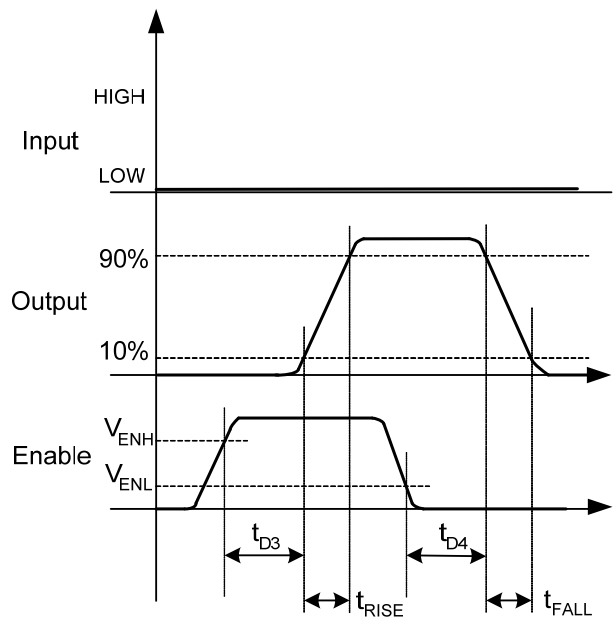 HIGH
Input
LOW
90%
Output
10%
VENH
Enable
VENL
tD3
tD4
tRISE
tFALL